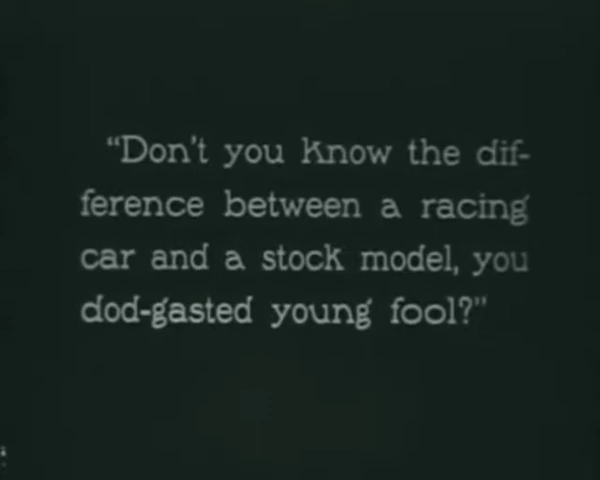 “Don't you know the dif-
ference between a racing
car and a stock model, you
dod-gasted young fool?”